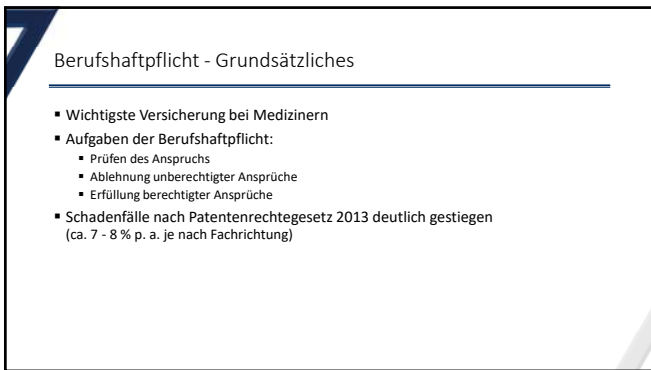 Berufshaftpflicht - Grundsätzliches
▪ Wichtigste Versicherung bei Medizinern
▪ Aufgaben der Berufshaftpflicht:
▪ Prüfen des Anspruchs
▪ Ablehnung unberechtigter Ansprüche
▪ Erfüllung berechtigter Ansprüche
▪ Schadenfälle nach Patentenrechtegesetz 2013 deutlich gestiegen
(ca. 7 - 8 % p. a. je nach Fachrichtung)